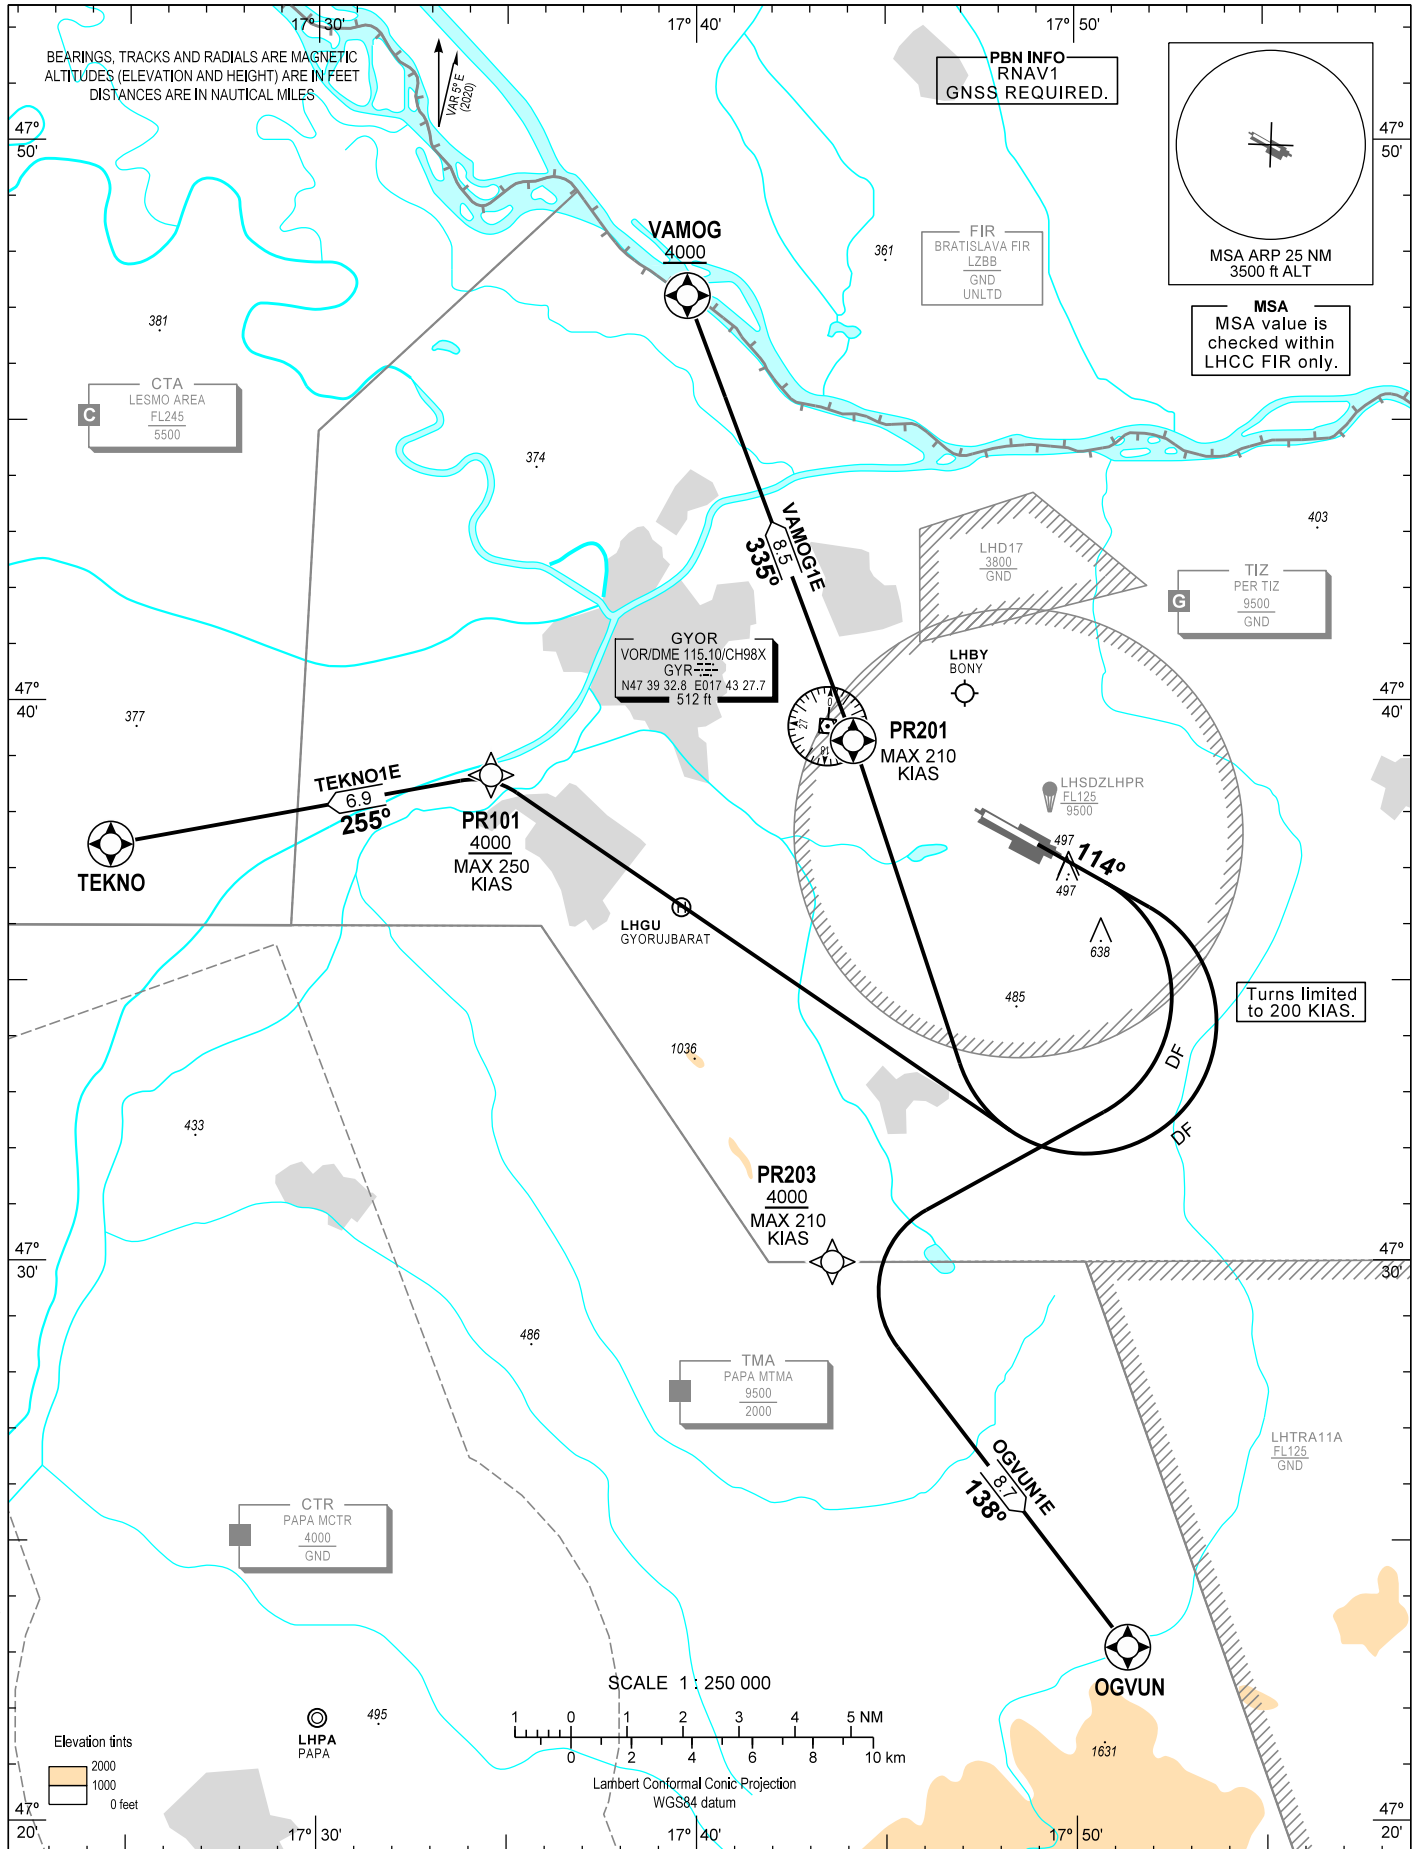 17° 30'
17° 40'
17° 50'
BEARINGS, TRACKS AND RADIALS ARE MAGNETIC
ALTITUDES (ELEVATION AND HEIGHT) ARE IN FEET
DISTANCES ARE IN NAUTICAL MILES
VAR 5° E
(2020)
PBN INFO
RNAV1
GNSS REQUIRED.
47°
50'
47°
50'
MSA ARP 25 NM
3500 ft ALT
MSA
MSA value is
checked within
LHCC FIR only.
VAMOG
4000
361
FIR
BRATISLAVA FIR
LZBB
GND
UNLTD
381
CTA
LESMO AREA
FL245
5500
C
374
VAMOG1E
8.5
335°
403
LHD17
3800
GND
TIZ
PER TIZ
9500
GND
G
GYOR
VOR/DME 115.10/CH98X
GYR
N47 39 32.8 E017 43 27.7
512 ft
LHBY
BONY
47°
40'
47°
40'
377
0
27
18
PR201
MAX 210
KIAS
TEKNO1E
6.9
255°
PR101
4000
MAX 250
KIAS
TEKNO
LHSDZLHPR
FL125
9500
497
114°
497
638
LHGU
GYORUJBARAT
485
Turns limited
to 200 KIAS.
1036
DF
DF
433
PR203
4000
MAX 210
KIAS
47°
30'
47°
30'
486
TMA
PAPA MTMA
9500
2000
OGVUN1E
8.7
138°
LHTRA11A
FL125
GND
CTR
PAPA MCTR
4000
GND
OGVUN
SCALE 1 : 250 000
1 0 1 2 3 4 5 NM
0 2 4 6 8 10 km
Lambert Conformal Conic Projection
WGS84 datum
495
LHPA
PAPA
1631
Elevation tints
2000
1000
0 feet
47°
20'
47°
20'
17° 30'
17° 40'
17° 50'